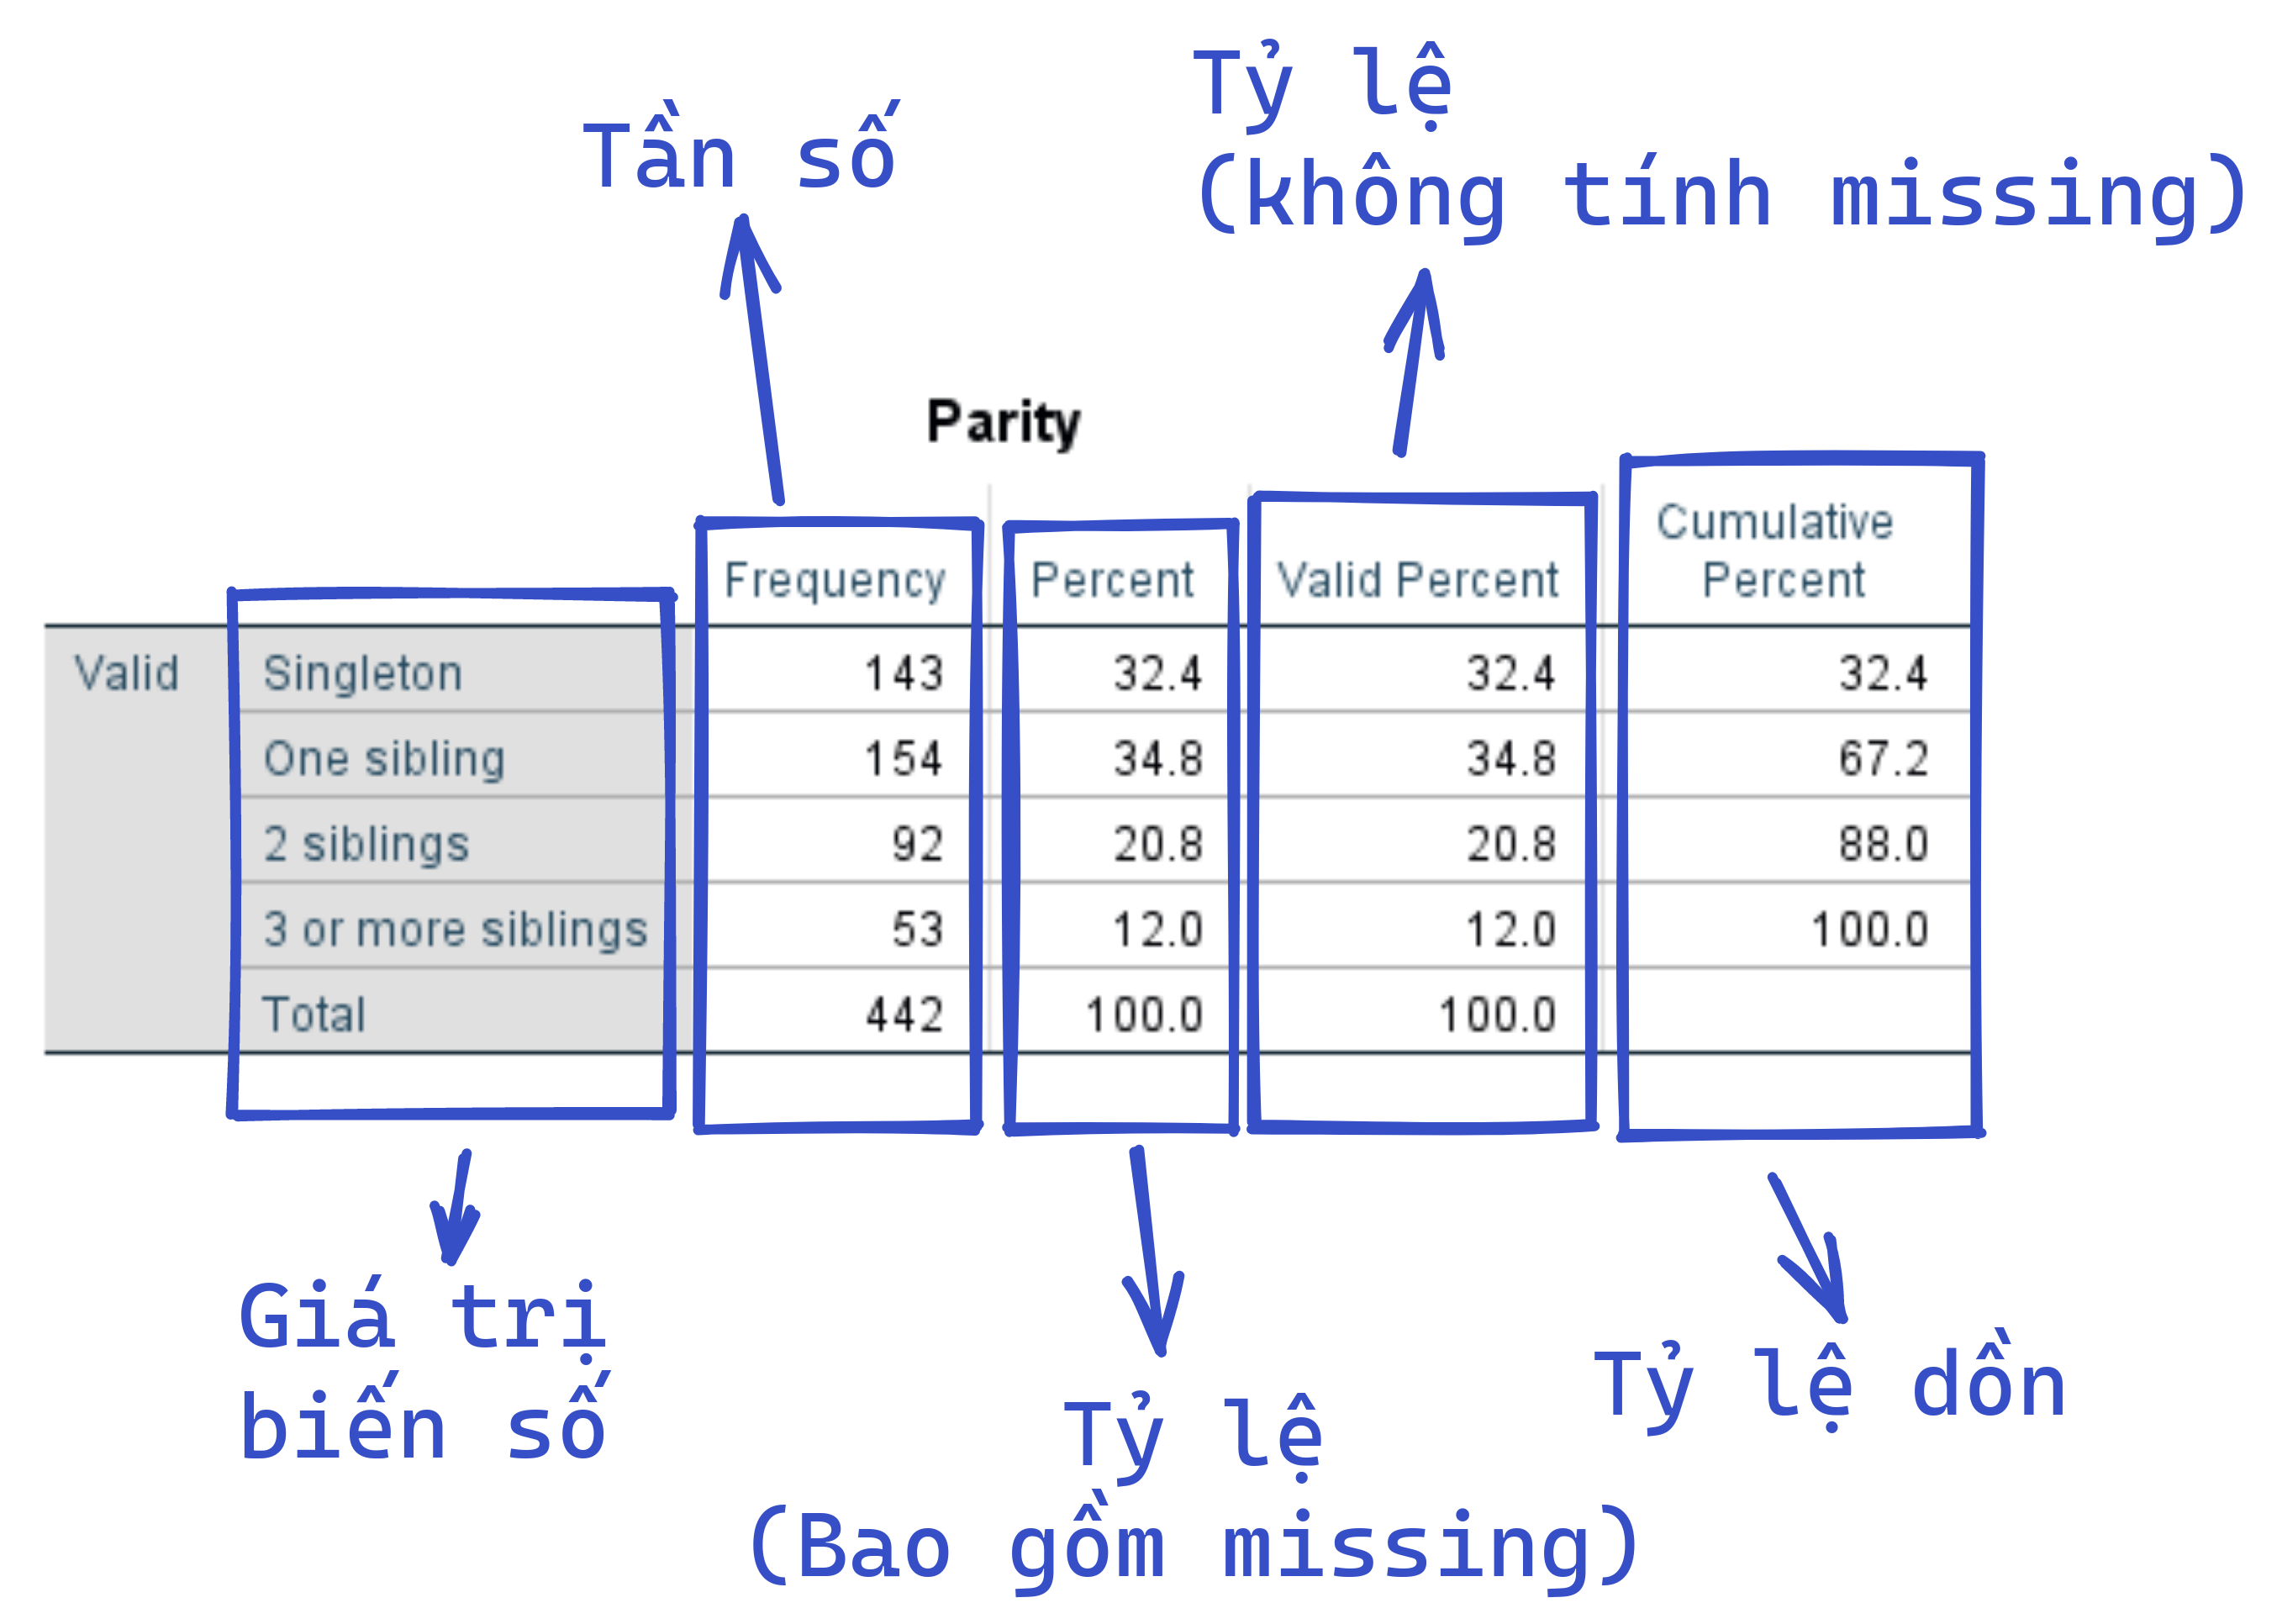 Tần số
Tỷ lệ
(không tính missing)
Parity
Frequency Percent Valid Percent Cumulative Percent
Valid Singleton 143 32.4 32.4 32.4
One sibling 154 34.8 34.8 67.2
2 siblings 92 20.8 20.8 88.0
3 or more siblings 53 12.0 12.0 100.0
Total 442 100.0 100.0
Giá trị
biến số
Tỷ lệ
(Bao gồm missing)
Tỷ lệ dồn